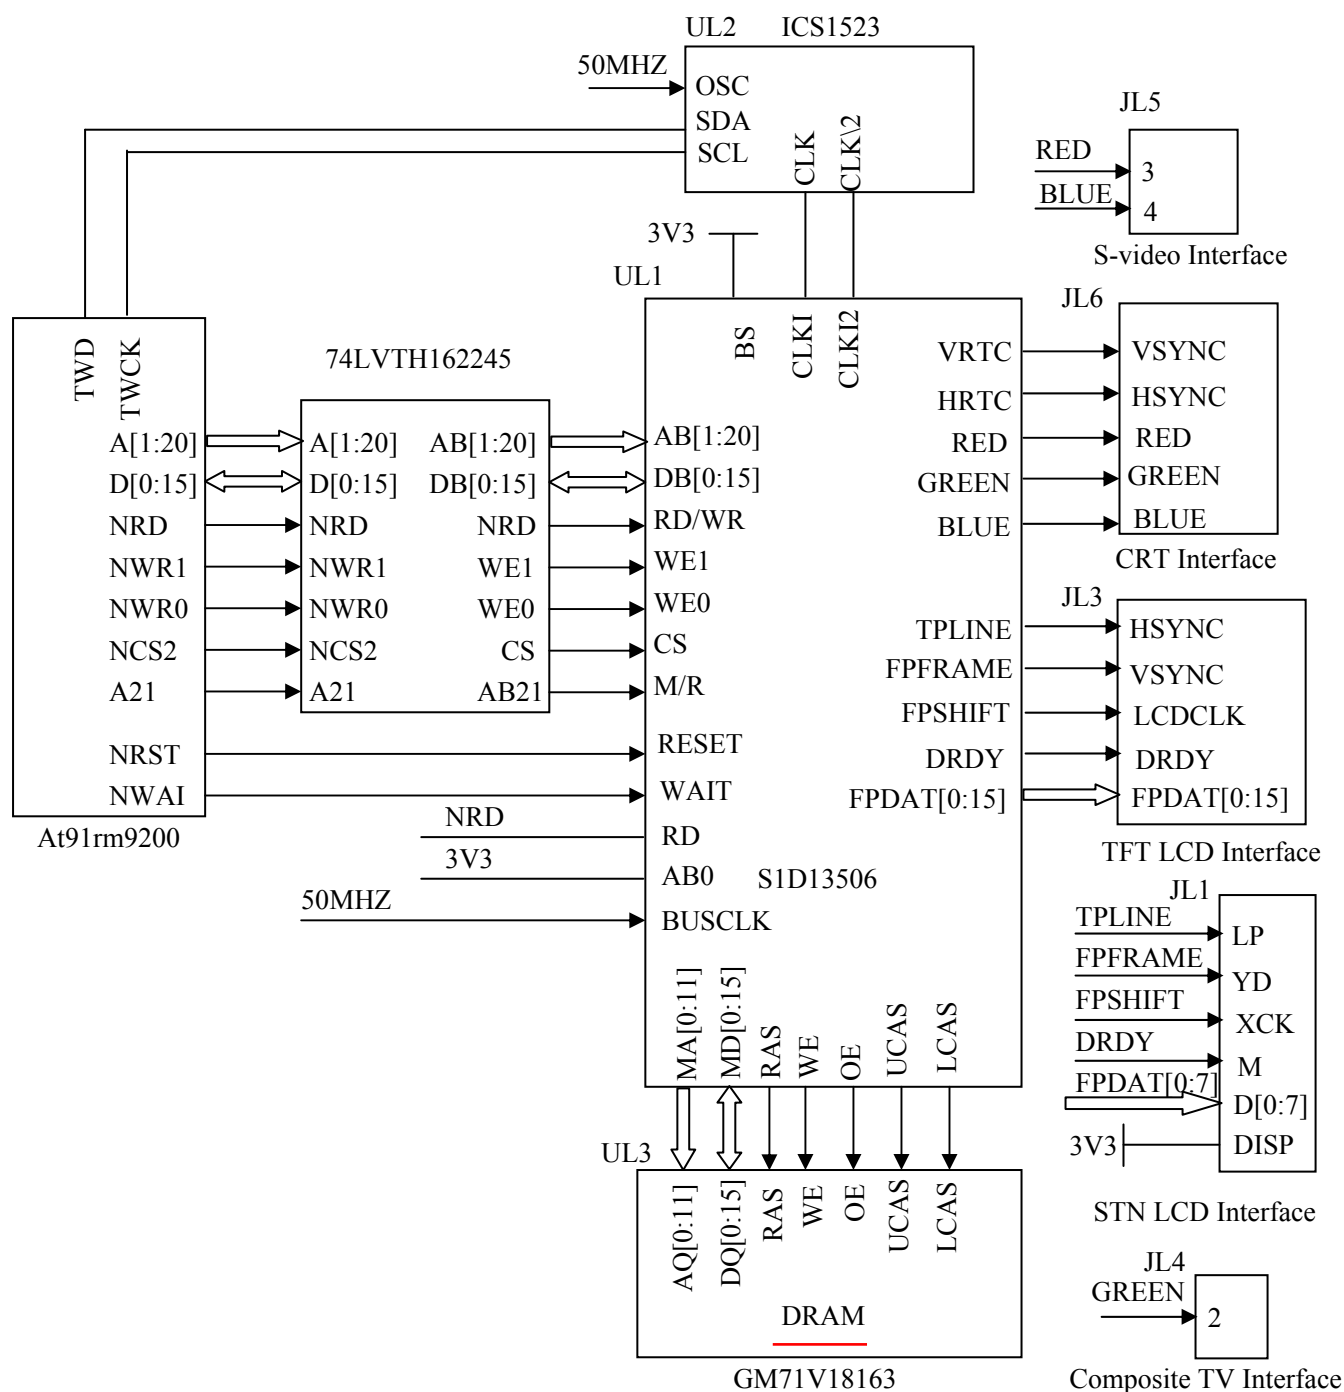 UL2 ICS1523
50MHZ
OSC
SDA
SCL
CLK
CLK\2
JL5
RED
3
BLUE
4
S-video Interface
3V3
UL1
BS
CLKI
CLKI2
TWD
TWCK
A[1:20]
D[0:15]
NRD
NWR1
NWR0
NCS2
A21
NRST
NWAI
At91rm9200
74LVTH162245
A[1:20] AB[1:20]
D[0:15] DB[0:15]
NRD NRD
NWR1 WE1
NWR0 WE0
NCS2 CS
A21 AB21
AB[1:20]
DB[0:15]
RD/WR
WE1
WE0
CS
M/R
RESET
WAIT
NRD
RD
3V3
AB0
S1D13506
50MHZ
BUSCLK
VRTC
HRTC
RED
GREEN
BLUE
TPLINE
FPFRAME
FPSHIFT
DRDY
FPDAT[0:15]
JL6
VSYNC
HSYNC
RED
GREEN
BLUE
CRT Interface
JL3
HSYNC
VSYNC
LCDCLK
DRDY
FPDAT[0:15]
TFT LCD Interface
JL1
TPLINE
LP
FPFRAME
YD
FPSHIFT
XCK
DRDY
M
FPDAT[0:7]
D[0:7]
3V3
DISP
STN LCD Interface
MA[0:11]
MD[0:15]
RAS
WE
OE
UCAS
LCAS
UL3
AQ[0:11]
DQ[0:15]
RAS
WE
OE
UCAS
LCAS
DRAM
GM71V18163
JL4
GREEN
2
Composite TV Interface